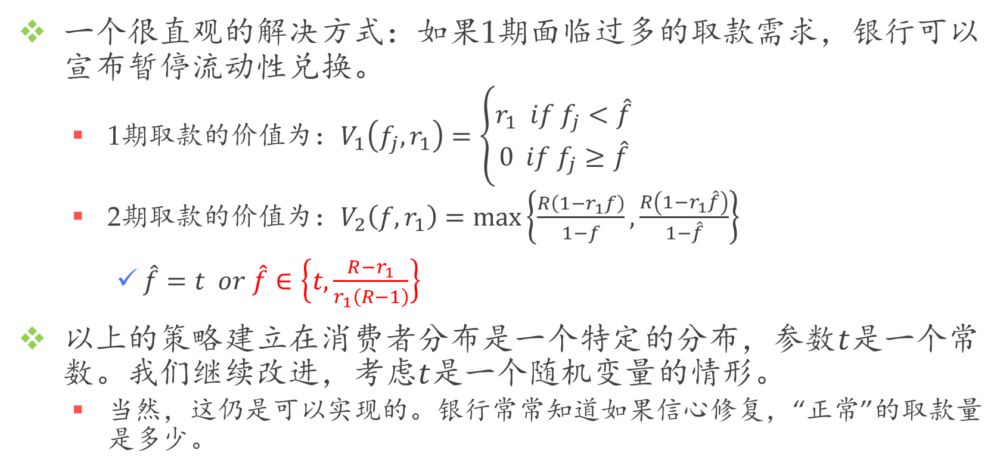 ❖ 一个很直观的解决方式：如果1期面临过多的取款需求，银行可以
宣布暂停流动性兑换。
▪ 1期取款的价值为：$V_1(f_j, r_1) = \begin{cases} r_1 \ \ if \ f_j < \hat{f} \\ 0 \ \ if \ f_j \geq \hat{f} \end{cases}$
▪ 2期取款的价值为：$V_2(f, r_1) = \max\left\{\frac{R(1-r_1 f)}{1-f}, \frac{R(1-r_1 \hat{f})}{1-\hat{f}}\right\}$
✓ $\hat{f} = t \ \ or \ \hat{f} \in \left\{t, \frac{R-r_1}{r_1(R-1)}\right\}$
❖ 以上的策略建立在消费者分布是一个特定的分布，参数t是一个常
数。我们继续改进，考虑t是一个随机变量的情形。
▪ 当然，这仍是可以实现的。银行常常知道如果信心修复，“正常”的取款量
是多少。